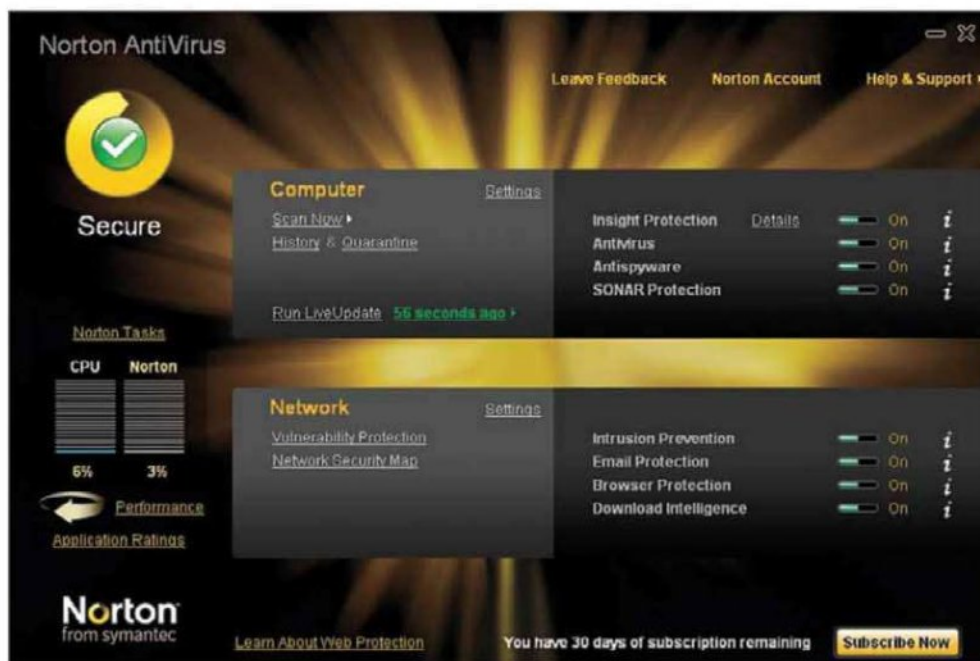 Norton AntiVirus
Leave Feedback Norton Account Help & Support
Secure
Computer Settings
Scan Now
History & Quarantine
Run LiveUpdate 56 seconds ago
Insight Protection Details On i
Antivirus On i
Antispyware On i
SONAR Protection On i
Norton Tasks
CPU Norton
6% 3%
Performance
Application Ratings
Network Settings
Vulnerability Protection
Network Security Map
Intrusion Prevention On i
Email Protection On i
Browser Protection On i
Download Intelligence On i
Norton
from symantec
Learn About Web Protection
You have 30 days of subscription remaining
Subscribe Now